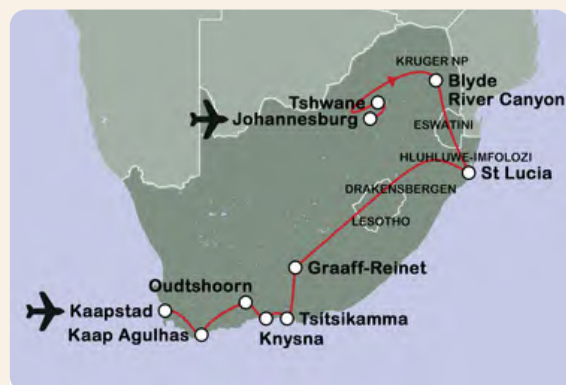 KRUGER NP
Blyde
River Canyon
Tshwane
Johannesburg
ESWATINI
HLUHLUWE-IMFOLOZI
St Lucia
DRAKENSBERGEN
LESOTHO
Graaff-Reinet
Oudtshoorn
Kaapstad
Tsitsikamma
Kaap Agulhas
Knysna